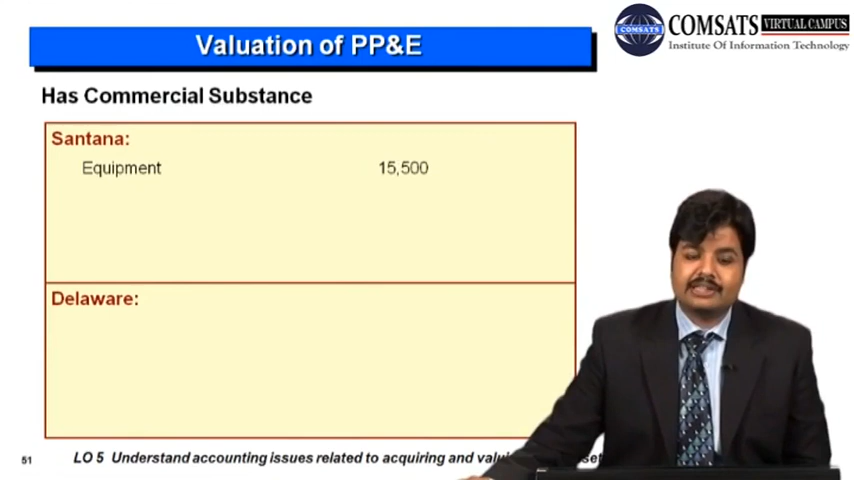 Valuation of PP&E
COMSATS
COMSATS VIRTUAL CAMPUS
Institute Of Information Technology
Has Commercial Substance
Santana:
Equipment 15,500
Delaware:
51 LO 5 Understand accounting issues related to acquiring and